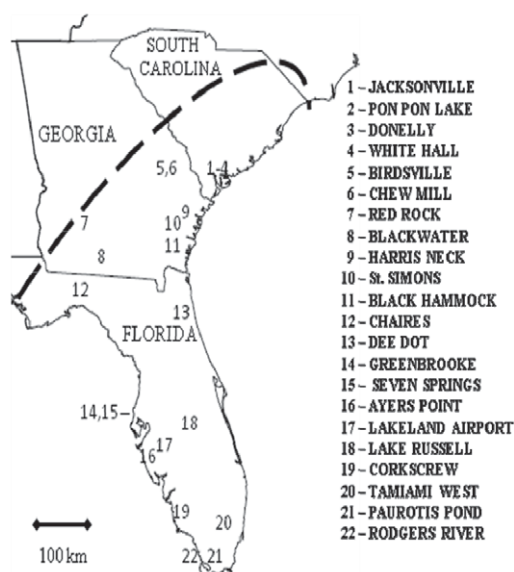 SOUTH
CAROLINA
GEORGIA
5,6
1-4
7
9
10
11
8
12
13
FLORIDA
14,15
18
17
16
19
20
22
21
100 km
1 – JACKSONVILLE
2 – PON PON LAKE
3 – DONELLY
4 – WHITE HALL
5 – BIRDSVILLE
6 – CHEW MILL
7 – RED ROCK
8 – BLACKWATER
9 – HARRIS NECK
10 – St. SIMONS
11 – BLACK HAMMOCK
12 – CHAIRES
13 – DEE DOT
14 – GREENBROOKE
15 – SEVEN SPRINGS
16 – AYERS POINT
17 – LAKELAND AIRPORT
18 – LAKE RUSSELL
19 – CORKSCREW
20 – TAMIAMI WEST
21 – PAUROTIS POND
22 – RODGERS RIVER